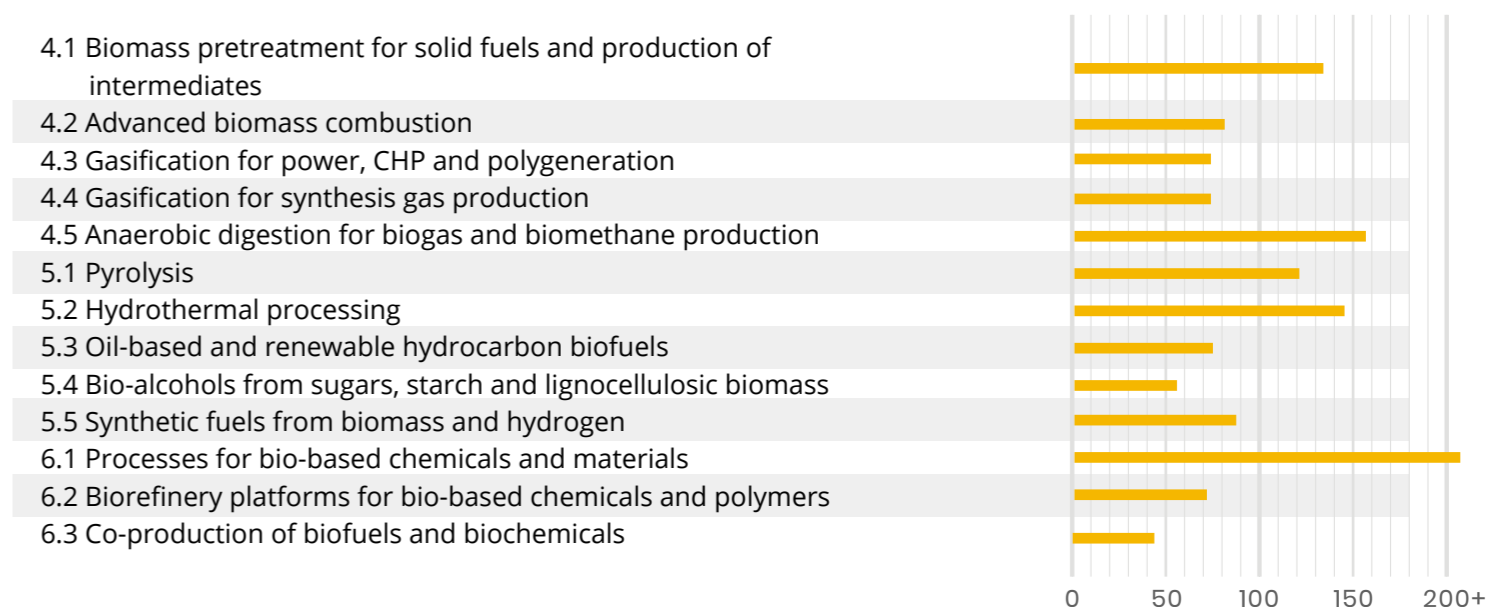 4.1 Biomass pretreatment for solid fuels and production of
intermediates
4.2 Advanced biomass combustion
4.3 Gasification for power, CHP and polygeneration
4.4 Gasification for synthesis gas production
4.5 Anaerobic digestion for biogas and biomethane production
5.1 Pyrolysis
5.2 Hydrothermal processing
5.3 Oil-based and renewable hydrocarbon biofuels
5.4 Bio-alcohols from sugars, starch and lignocellulosic biomass
5.5 Synthetic fuels from biomass and hydrogen
6.1 Processes for bio-based chemicals and materials
6.2 Biorefinery platforms for bio-based chemicals and polymers
6.3 Co-production of biofuels and biochemicals
0 50 100 150 200+